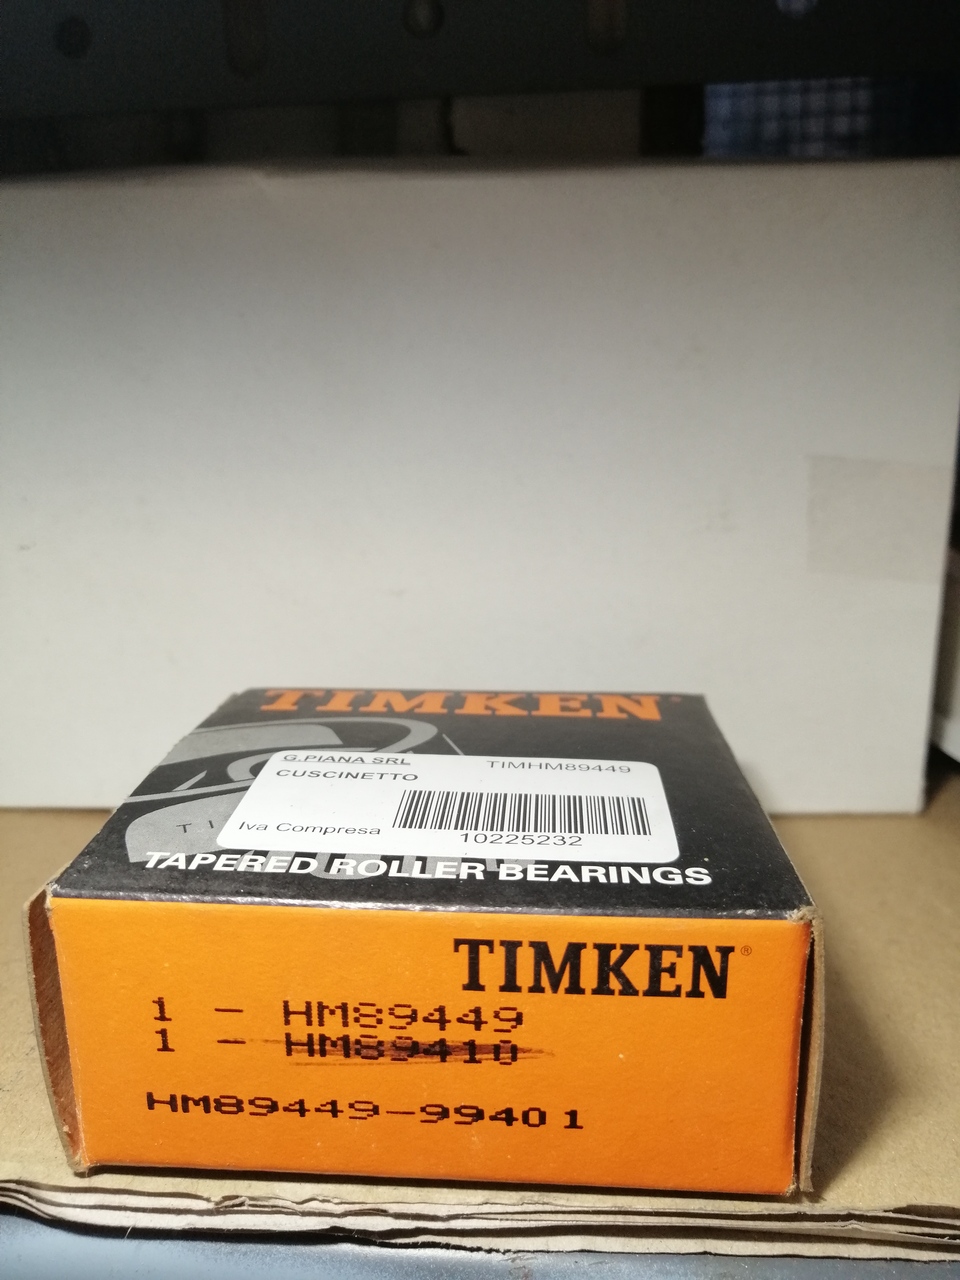 TIMKEN
G.PIANA SRL TIMHM89449
CUSCINETTO
Iva Compresa
10225232
T I
TAPERED ROLLER BEARINGS
TIMKEN®
1 - HM89449
1 - HM89410
HM89449-99401